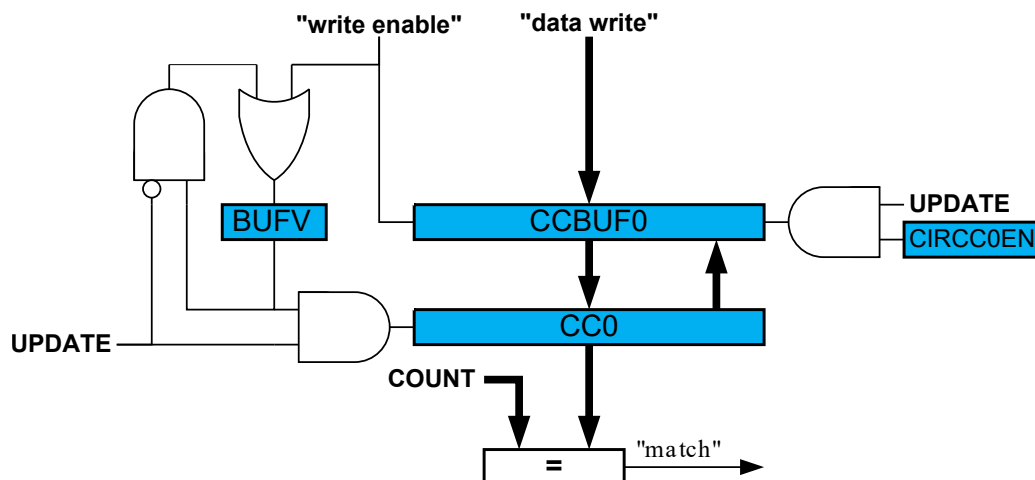 "write enable"
"data write"
BUFV
CCBUF0
UPDATE
CIRCC0EN
UPDATE
CC0
COUNT
=
"match"